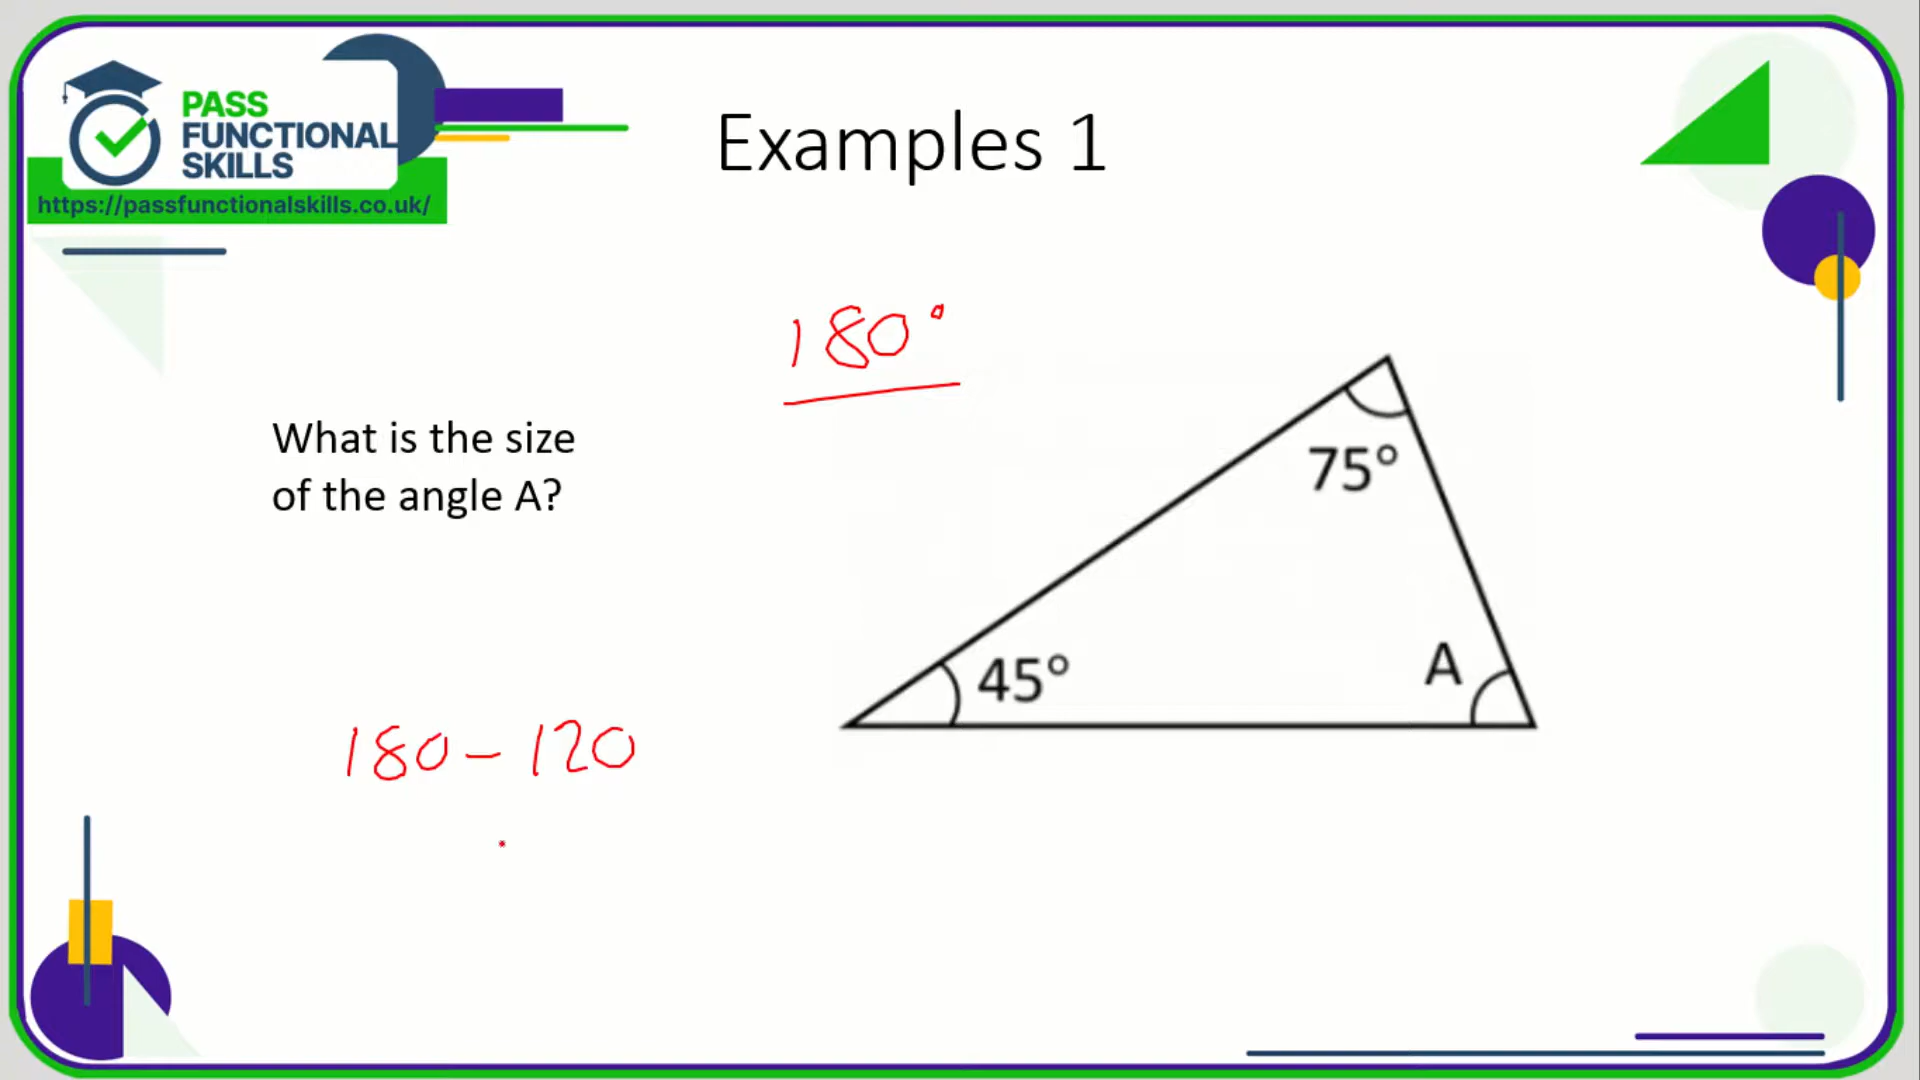 PASS
FUNCTIONAL
SKILLS
https://passfunctionalskills.co.uk/
Examples 1
180°
What is the size
of the angle A?
75°
45°
A
180 - 120